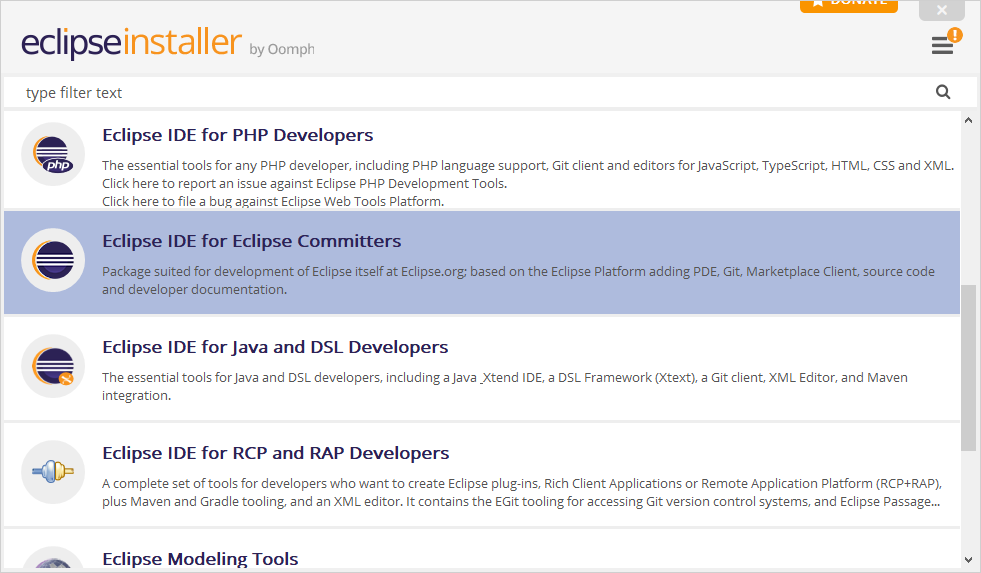 DONATE
eclipseinstaller by Oomph
!
type filter text
php
Eclipse IDE for PHP Developers
The essential tools for any PHP developer, including PHP language support, Git client and editors for JavaScript, TypeScript, HTML, CSS and XML.
Click here to report an issue against Eclipse PHP Development Tools.
Click here to file a bug against Eclipse Web Tools Platform.
Eclipse IDE for Eclipse Committers
Package suited for development of Eclipse itself at Eclipse.org; based on the Eclipse Platform adding PDE, Git, Marketplace Client, source code
and developer documentation.
Eclipse IDE for Java and DSL Developers
The essential tools for Java and DSL developers, including a Java _Xtend IDE, a DSL Framework (Xtext), a Git client, XML Editor, and Maven
integration.
Eclipse IDE for RCP and RAP Developers
A complete set of tools for developers who want to create Eclipse plug-ins, Rich Client Applications or Remote Application Platform (RCP+RAP),
plus Maven and Gradle tooling, and an XML editor. It contains the EGit tooling for accessing Git version control systems, and Eclipse Passage...
Eclipse Modeling Tools